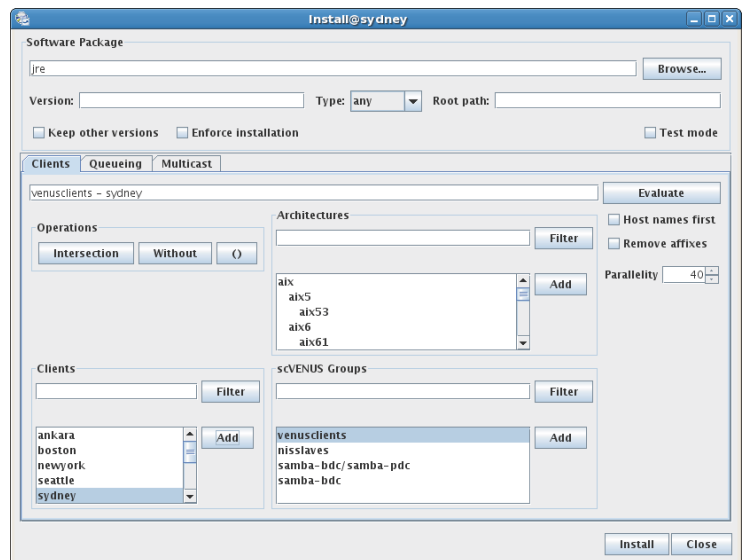 Install@sydney
Software Package
jre
Browse...
Version:
Type: any
Root path:
Keep other versions
Enforce installation
Test mode
Clients
Queueing
Multicast
venusclients - sydney
Evaluate
Operations
Intersection
Without
()
Architectures
Filter
aix
aix5
aix53
aix6
aix61
Add
Host names first
Remove affixes
Parallelity 40
Clients
Filter
ankara
boston
newyork
seattle
sydney
Add
scVENUS Groups
Filter
venusclients
nisslaves
samba-bdc/samba-pdc
samba-bdc
Add
Install
Close